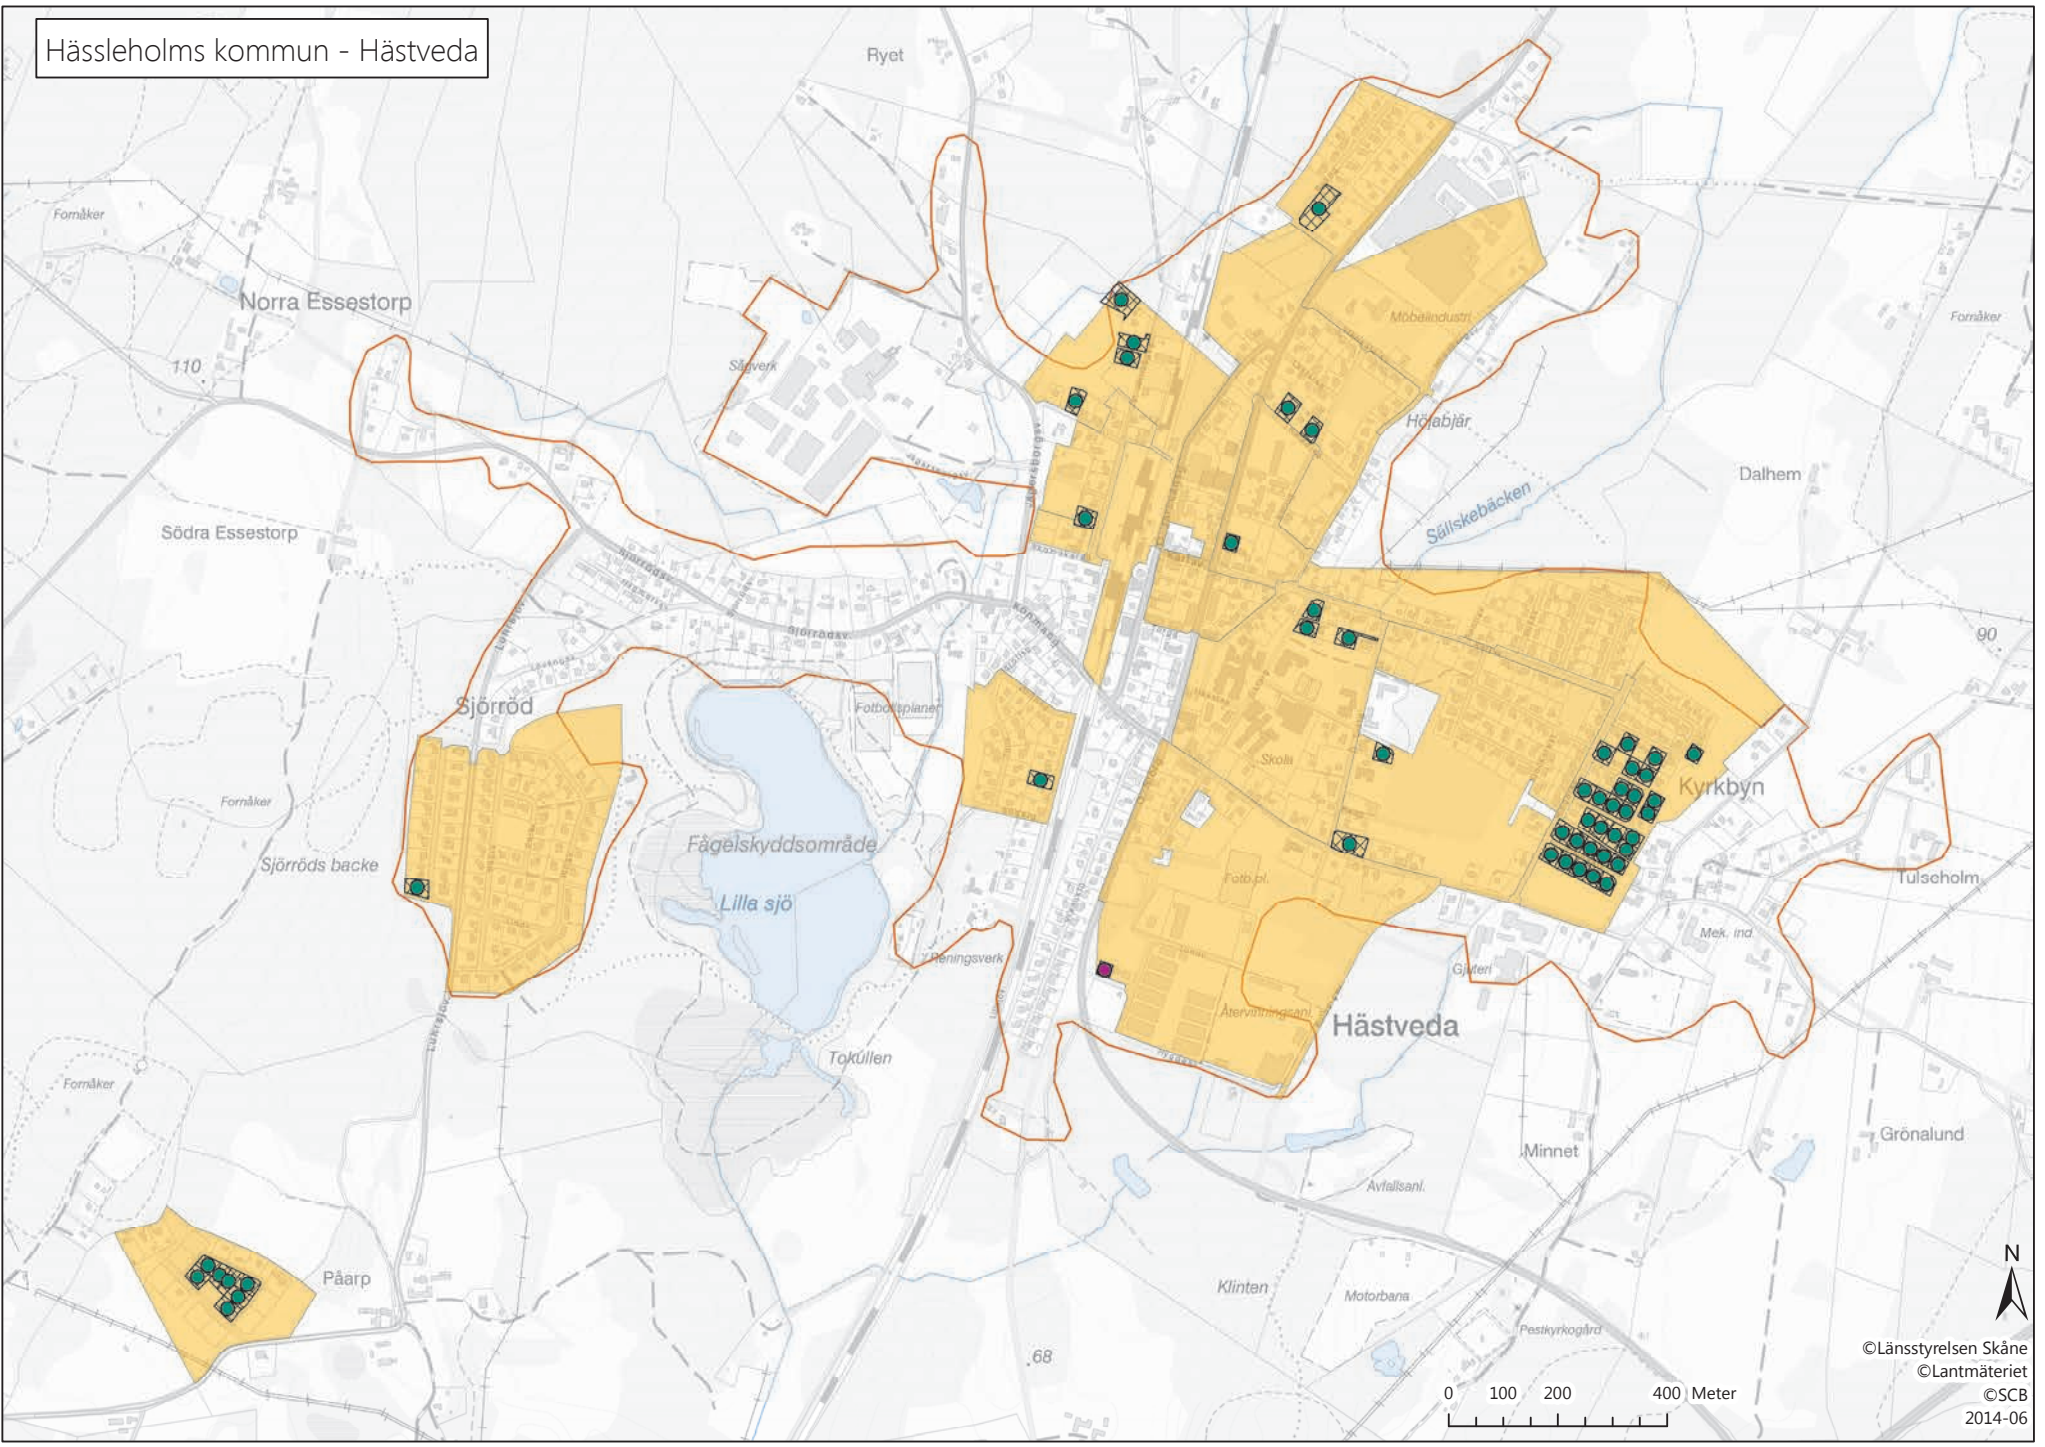 Hässleholms kommun - Hästveda
Ryet
Fornåker
Norra Essestorp
Fornåker
110
Sågverk
Möbelindustri
Höjabjär
Dalhem
Sällskebäcken
Södra Essestorp
Sjörrödsv.
Sjörrödsv.
90
Sjörröd
Fotbollsplaner
Skola
Kyrkbyn
Fornåker
Fågelskyddsområde
Sjörröds backe
Lilla sjö
Fotb.pl.
Tulseholm
Mek. ind.
Reningsverk
Gjuteri
Återvinningsanl.
Hästveda
Tokullen
Fornåker
Minnet
Grönalund
Avfallsanl.
Påarp
Klinten
Motorbana
Pestkyrkogård
68
N
©Länsstyrelsen Skåne
©Lantmäteriet
©SCB
2014-06
0 100 200 400 Meter